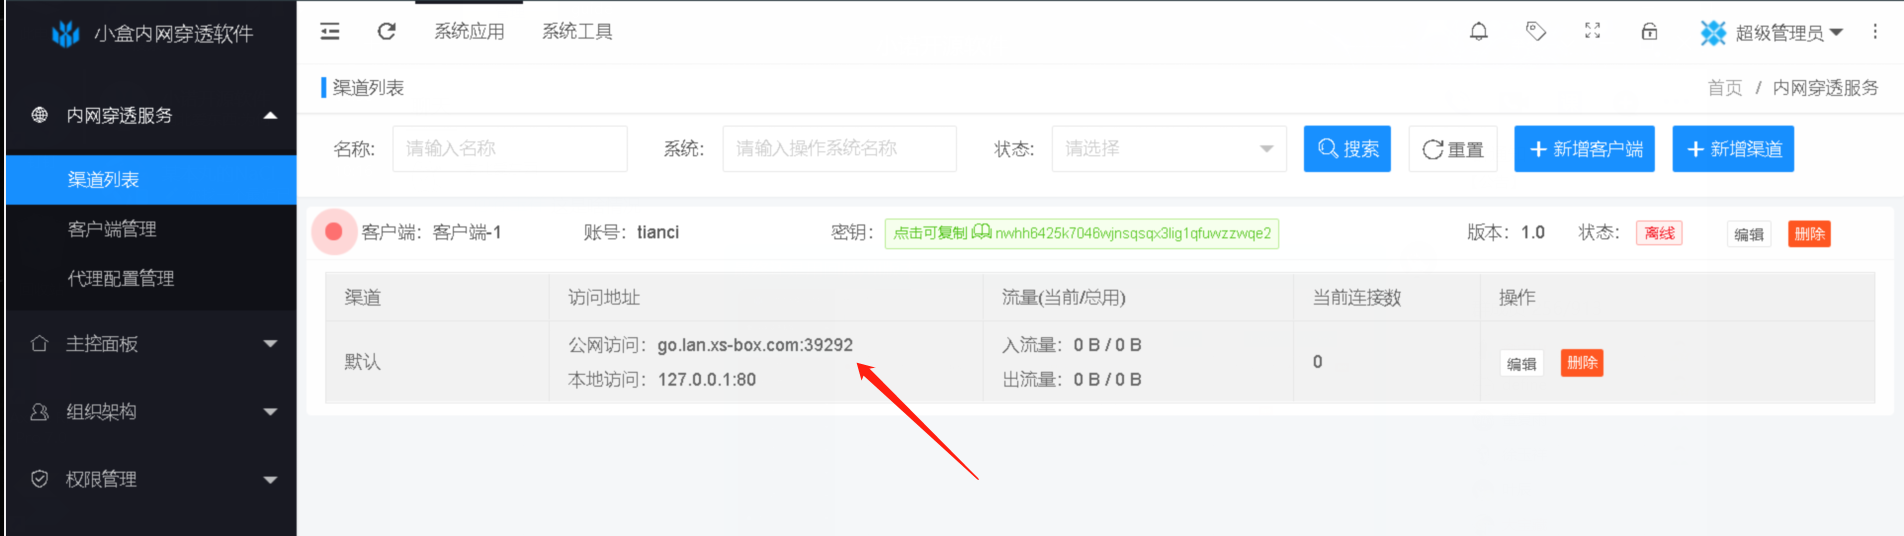 小盒内网穿透软件
系统应用 系统工具
超级管理员
渠道列表
首页 / 内网穿透服务
内网穿透服务
渠道列表
客户端管理
代理配置管理
主控面板
组织架构
权限管理
名称: 请输入名称 系统: 请输入操作系统名称 状态: 请选择 搜索 重置 + 新增客户端 + 新增渠道
客户端：客户端-1 账号：tianci 密钥： 点击可复制 nwhh6425k7046wjnsqsqx3lig1qfuwzzwqe2 版本：1.0 状态： 离线 编辑 删除
渠道 访问地址 流量(当前/总用) 当前连接数 操作
默认
公网访问：go.lan.xs-box.com:39292
本地访问：127.0.0.1:80
入流量：0 B / 0 B
出流量：0 B / 0 B
0
编辑 删除